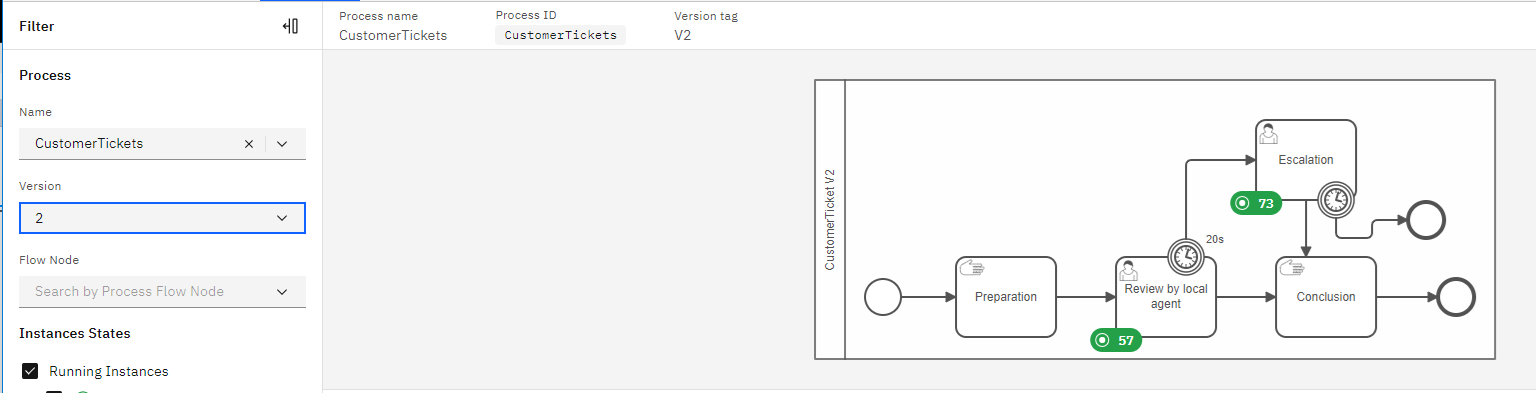 Filter
Process
Name
CustomerTickets
Version
2
Flow Node
Search by Process Flow Node
Instances States
Running Instances
Process name
CustomerTickets
Process ID
CustomerTickets
Version tag
V2
CustomerTicket V2
Escalation
73
20s
Preparation
Review by local
agent
57
Conclusion